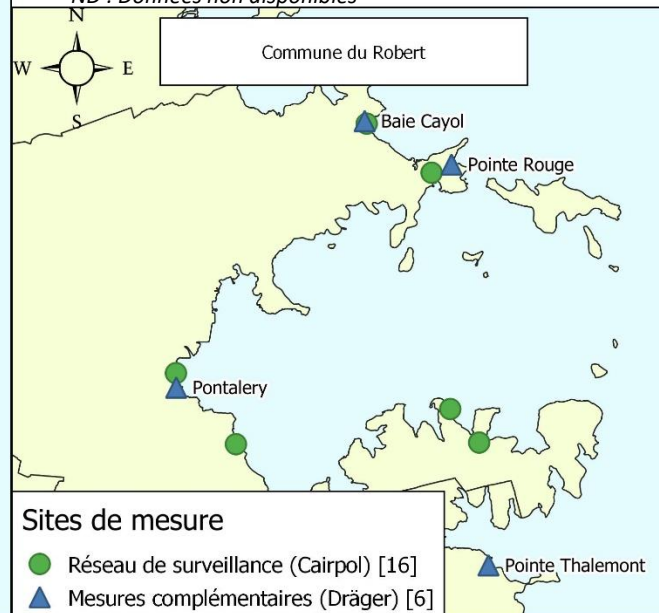 ND : Données non disponibles
N
W E
S
Commune du Robert
Baie Cayol
Pointe Rouge
Pontalery
Pointe Thalemont
Sites de mesure
Réseau de surveillance (Cairpol) [16]
Mesures complémentaires (Dräger) [6]